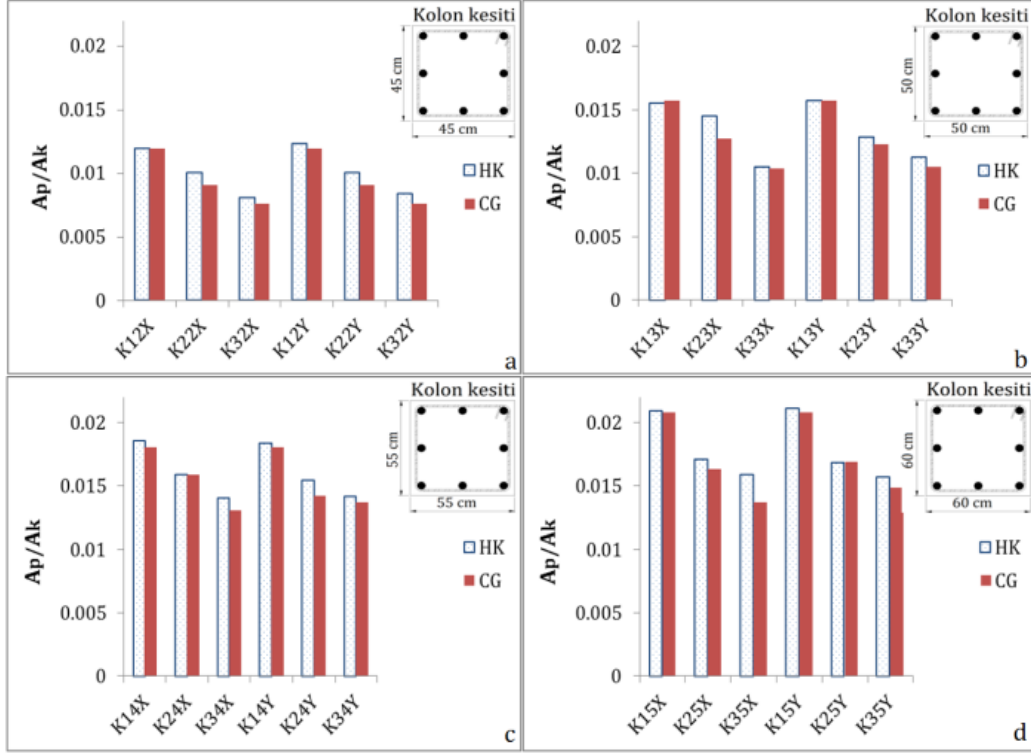 Kolon kesiti
45 cm
45 cm
0.02
0.015
0.01
0.005
0
Ap/Ak
HK
CG
K12X
K22X
K32X
K12Y
K22Y
K32Y
a
Kolon kesiti
50 cm
50 cm
0.02
0.015
0.01
0.005
0
Ap/Ak
HK
CG
K13X
K23X
K33X
K13Y
K23Y
K33Y
b
Kolon kesiti
55 cm
55 cm
0.02
0.015
0.01
0.005
0
Ap/Ak
HK
CG
K14X
K24X
K34X
K14Y
K24Y
K34Y
c
Kolon kesiti
60 cm
60 cm
0.02
0.015
0.01
0.005
0
Ap/Ak
HK
CG
K15X
K25X
K35X
K15Y
K25Y
K35Y
d